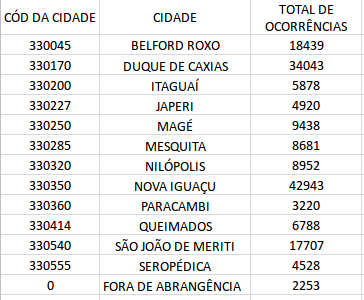 CÓD DA CIDADE CIDADE TOTAL DE OCORRÊNCIAS
330045 BELFORD ROXO 18439
330170 DUQUE DE CAXIAS 34043
330200 ITAGUAÍ 5878
330227 JAPERI 4920
330250 MAGÉ 9438
330285 MESQUITA 8681
330320 NILÓPOLIS 8952
330350 NOVA IGUAÇU 42943
330360 PARACAMBI 3220
330414 QUEIMADOS 6788
330540 SÃO JOÃO DE MERITI 17707
330555 SEROPÉDICA 4528
0 FORA DE ABRANGÊNCIA 2253